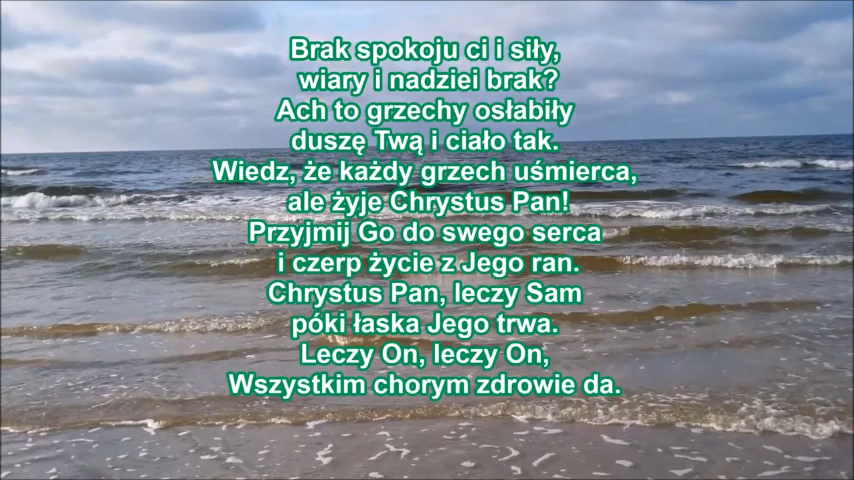 Brak spokoju ci i siły,
wiary i nadziei brak?
Ach to grzechy osłabiły
duszę Twą i ciało tak.
Wiedz, że każdy grzech uśmierca,
ale żyje Chrystus Pan!
Przyjmij Go do swego serca
i czerp życie z Jego ran.
Chrystus Pan, leczy Sam
póki łaska Jego trwa.
Leczy On, leczy On,
Wszystkim chorym zdrowie da.